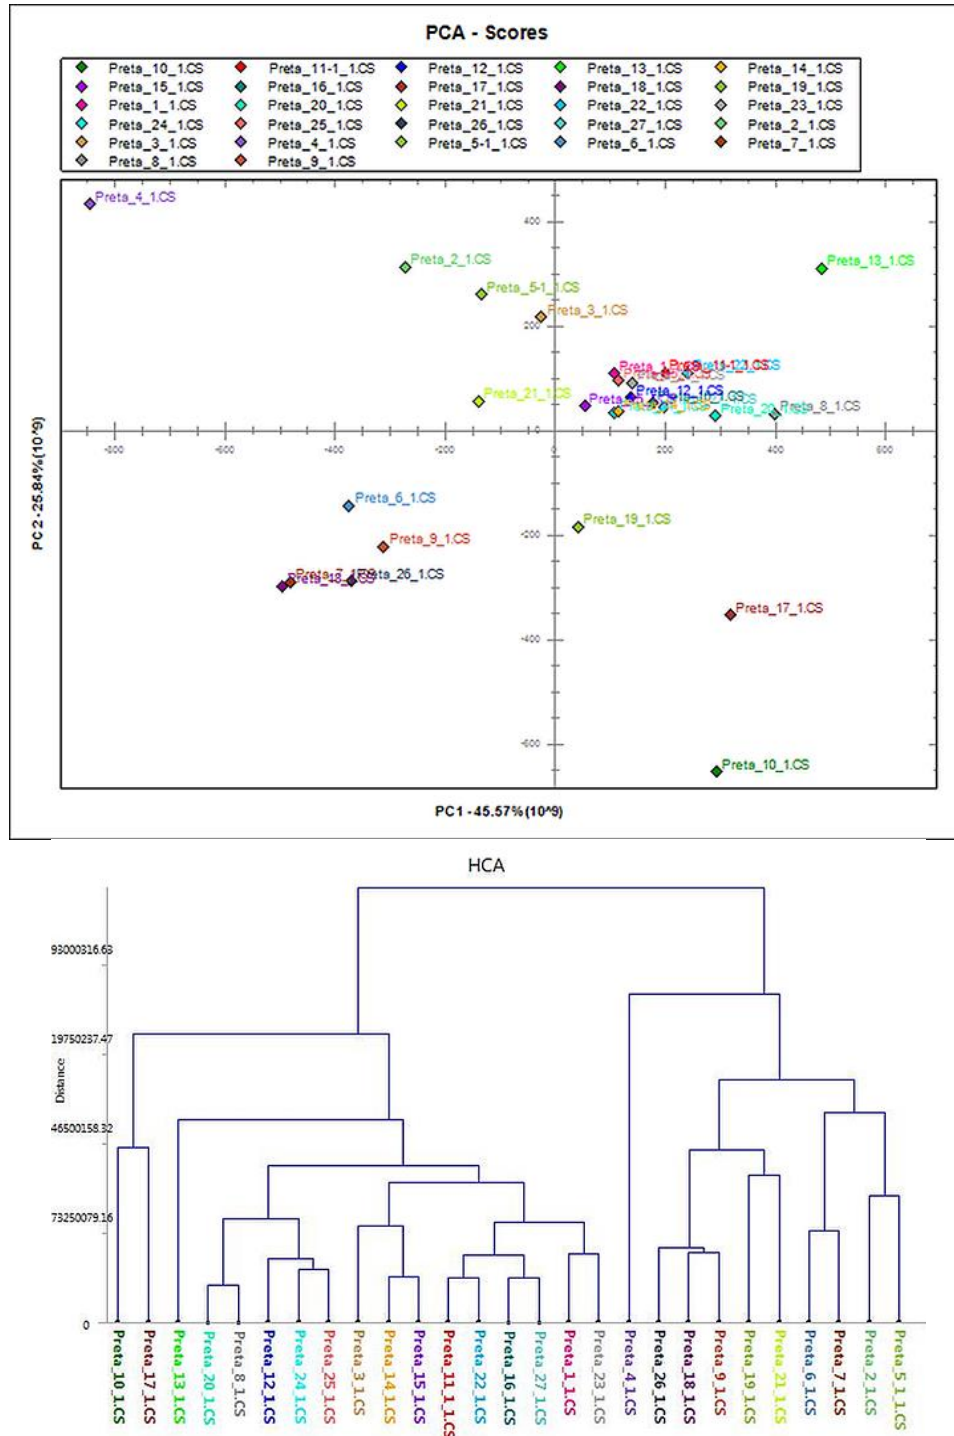 PCA - Scores
Preta_10_1.CS Preta_11-1_1.CS Preta_12_1.CS Preta_13_1.CS Preta_14_1.CS
Preta_15_1.CS Preta_16_1.CS Preta_17_1.CS Preta_18_1.CS Preta_19_1.CS
Preta_1_1.CS Preta_20_1.CS Preta_21_1.CS Preta_22_1.CS Preta_23_1.CS
Preta_24_1.CS Preta_25_1.CS Preta_26_1.CS Preta_27_1.CS Preta_2_1.CS
Preta_3_1.CS Preta_4_1.CS Preta_5-1_1.CS Preta_6_1.CS Preta_7_1.CS
Preta_8_1.CS Preta_9_1.CS
Preta_4_1.CS
400
Preta_2_1.CS
Preta_13_1.CS
Preta_5-1_1.CS
Preta_3_1.CS
200
Preta_12_1.CS
Preta_21_1.CS
Preta_8_1.CS
0
-800 -600 -400 -200 0 200 400 600
Preta_6_1.CS
Preta_19_1.CS
-200
Preta_9_1.CS
Preta_26_1.CS
Preta_17_1.CS
-400
-600
Preta_10_1.CS
PC2 - 25.84% (10^9)
PC1 - 45.57% (10^9)
HCA
93000316.63
19750237.47
Distance
46500158.32
73250079.16
0
Preta_10_1.CS
Preta_17_1.CS
Preta_13_1.CS
Preta_20_1.CS
Preta_8_1.CS
Preta_12_1.CS
Preta_24_1.CS
Preta_25_1.CS
Preta_3_1.CS
Preta_14_1.CS
Preta_15_1.CS
Preta_11_1_1.CS
Preta_22_1.CS
Preta_16_1.CS
Preta_27_1.CS
Preta_1_1.CS
Preta_23_1.CS
Preta_4_1.CS
Preta_26_1.CS
Preta_18_1.CS
Preta_9_1.CS
Preta_19_1.CS
Preta_21_1.CS
Preta_6_1.CS
Preta_7_1.CS
Preta_2_1.CS
Preta_5_1_1.CS